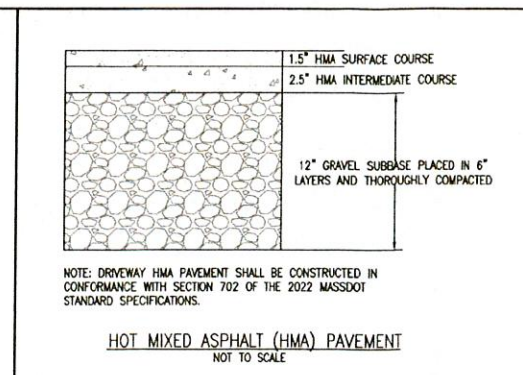 1.5" HMA SURFACE COURSE
2.5" HMA INTERMEDIATE COURSE
12" GRAVEL SUBBASE PLACED IN 6"
LAYERS AND THOROUGHLY COMPACTED
NOTE: DRIVEWAY HMA PAVEMENT SHALL BE CONSTRUCTED IN
CONFORMANCE WITH SECTION 702 OF THE 2022 MASSDOT
STANDARD SPECIFICATIONS.
HOT MIXED ASPHALT (HMA) PAVEMENT
NOT TO SCALE